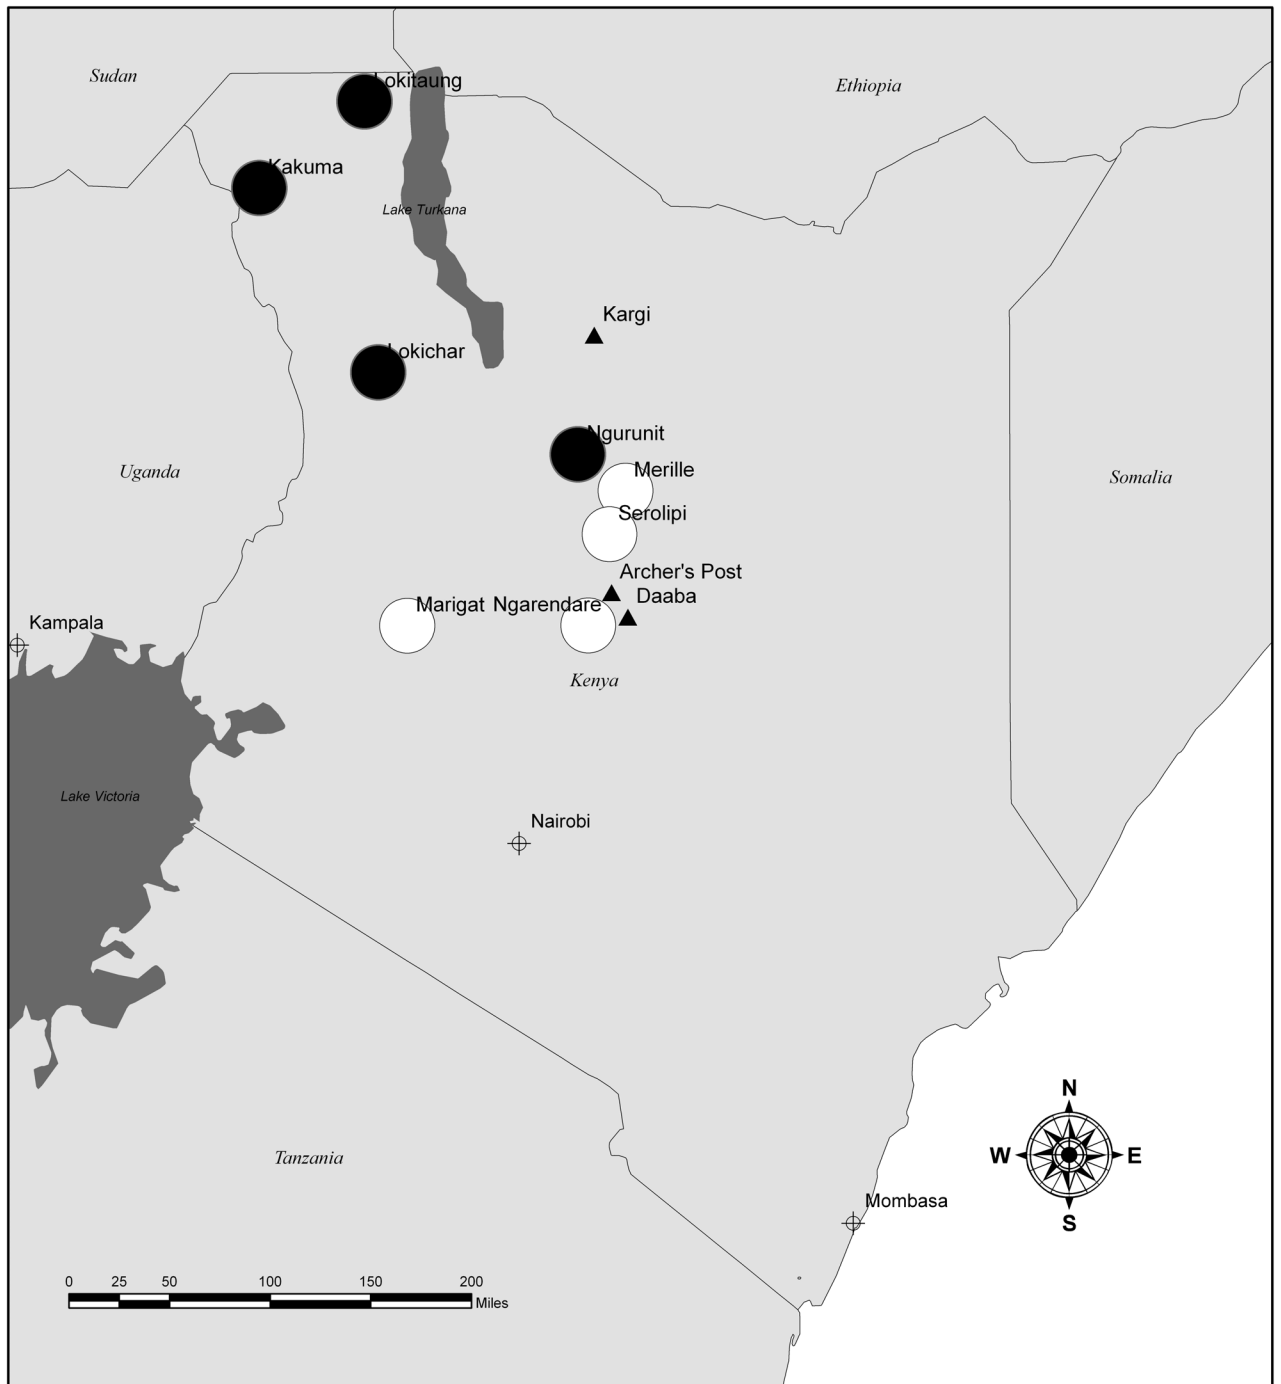 Sudan
Lokitaung
Ethiopia
Kakuma
Lake Turkana
Kargi
Lokichar
Ngurunit
Merille
Uganda
Somalia
Serolipi
Archer's Post
Daaba
Marigat Ngarendare
Kampala
Kenya
Lake Victoria
Nairobi
N
W E
S
Tanzania
Mombasa
0 25 50 100 150 200
Miles